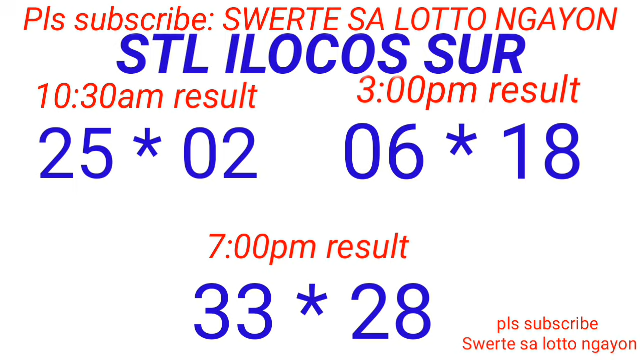 Pls subscribe: SWERTE SA LOTTO NGAYON
STL ILOCOS SUR
10:30am result
25 * 02
3:00pm result
06 * 18
7:00pm result
33 * 28
pls subscribe
Swerte sa lotto ngayon